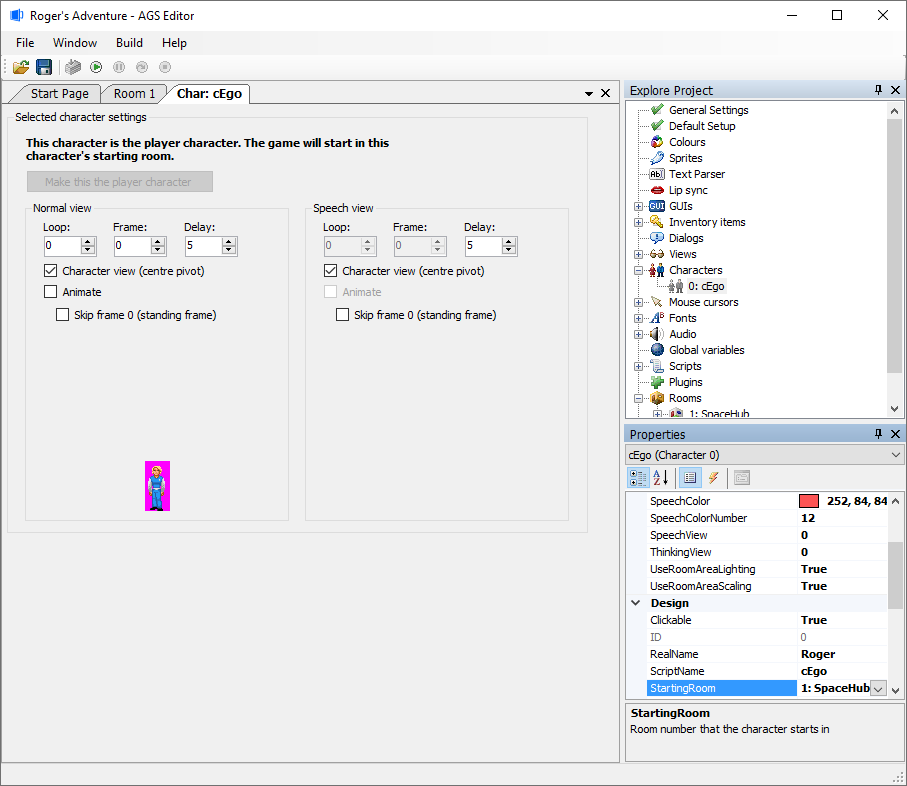 Roger's Adventure - AGS Editor
File Window Build Help
Start Page Room 1 Char: cEgo
Selected character settings
This character is the player character. The game will start in this
character's starting room.
Make this the player character
Normal view
Loop: Frame: Delay:
0 0 5
Character view (centre pivot)
Animate
Skip frame 0 (standing frame)
Speech view
Loop: Frame: Delay:
0 0 5
Character view (centre pivot)
Animate
Skip frame 0 (standing frame)
Explore Project
General Settings
Default Setup
Colours
Sprites
Ab Text Parser
Lip sync
GUI GUIs
Inventory items
Dialogs
Views
Characters
0: cEgo
Mouse cursors
Fonts
Audio
Global variables
Scripts
Plugins
Rooms
1: SpaceHub
Properties
cEgo (Character 0)
A
Z
SpeechColor 252, 84, 84
SpeechColorNumber 12
SpeechView 0
ThinkingView 0
UseRoomAreaLighting True
UseRoomAreaScaling True
Design
Clickable True
ID 0
RealName Roger
ScriptName cEgo
StartingRoom 1: SpaceHub
StartingRoom
Room number that the character starts in